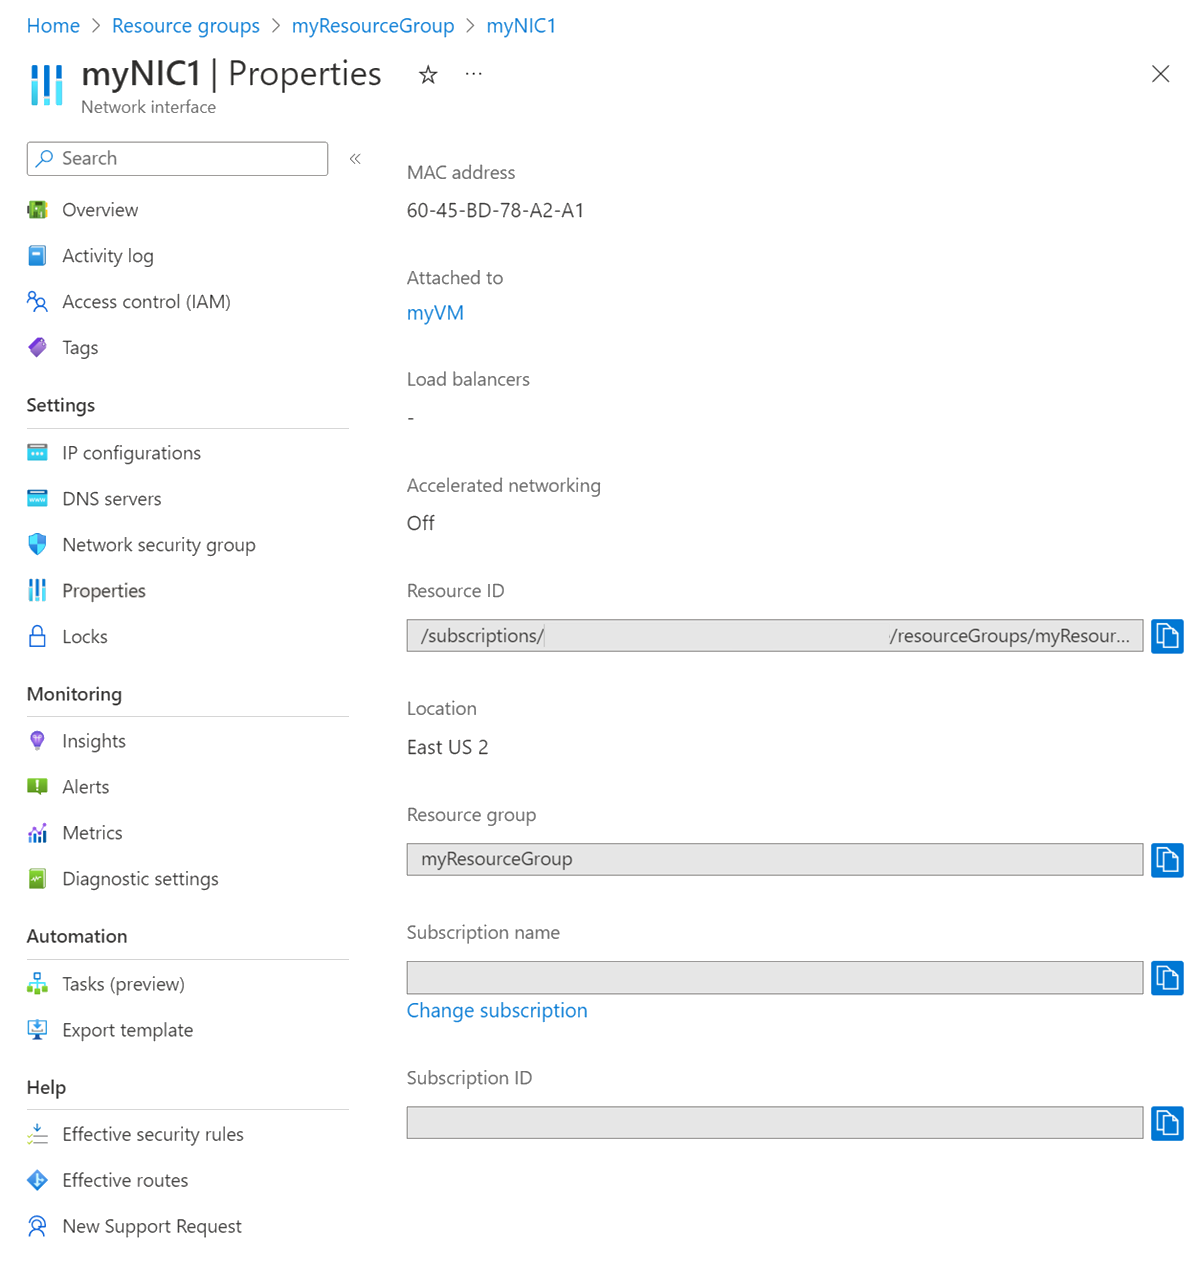 Home > Resource groups > myResourceGroup > myNIC1
myNIC1 | Properties ☆ ...
Network interface
Search «
Overview
Activity log
Access control (IAM)
Tags
Settings
IP configurations
DNS servers
Network security group
Properties
Locks
Monitoring
Insights
Alerts
Metrics
Diagnostic settings
Automation
Tasks (preview)
Export template
Help
Effective security rules
Effective routes
New Support Request
MAC address
60-45-BD-78-A2-A1
Attached to
myVM
Load balancers
-
Accelerated networking
Off
Resource ID
/subscriptions/ /resourceGroups/myResour...
Location
East US 2
Resource group
myResourceGroup
Subscription name
Change subscription
Subscription ID